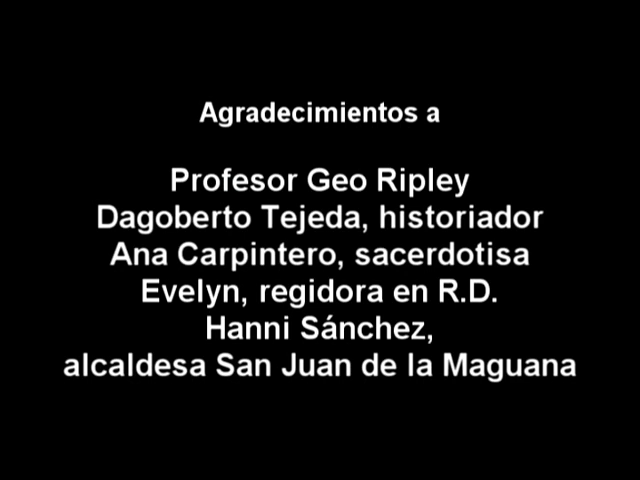 Agradecimientos a
Profesor Geo Ripley
Dagoberto Tejeda, historiador
Ana Carpintero, sacerdotisa
Evelyn, regidora en R.D.
Hanni Sánchez,
alcaldesa San Juan de la Maguana